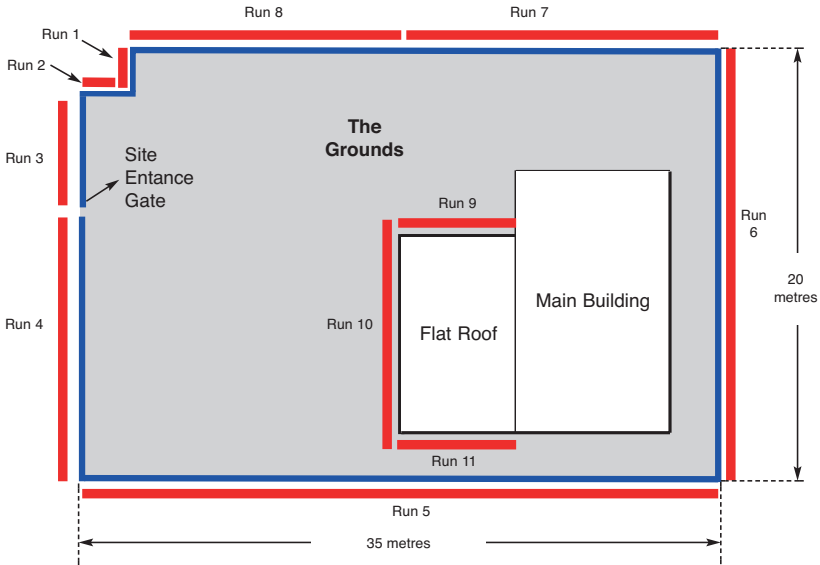 Run 8
Run 7
Run 1
Run 2
The
Grounds
Run 3
Site
Entance
Gate
Run 9
Run
6
20
metres
Main Building
Run 4
Run 10
Flat Roof
Run 11
Run 5
35 metres